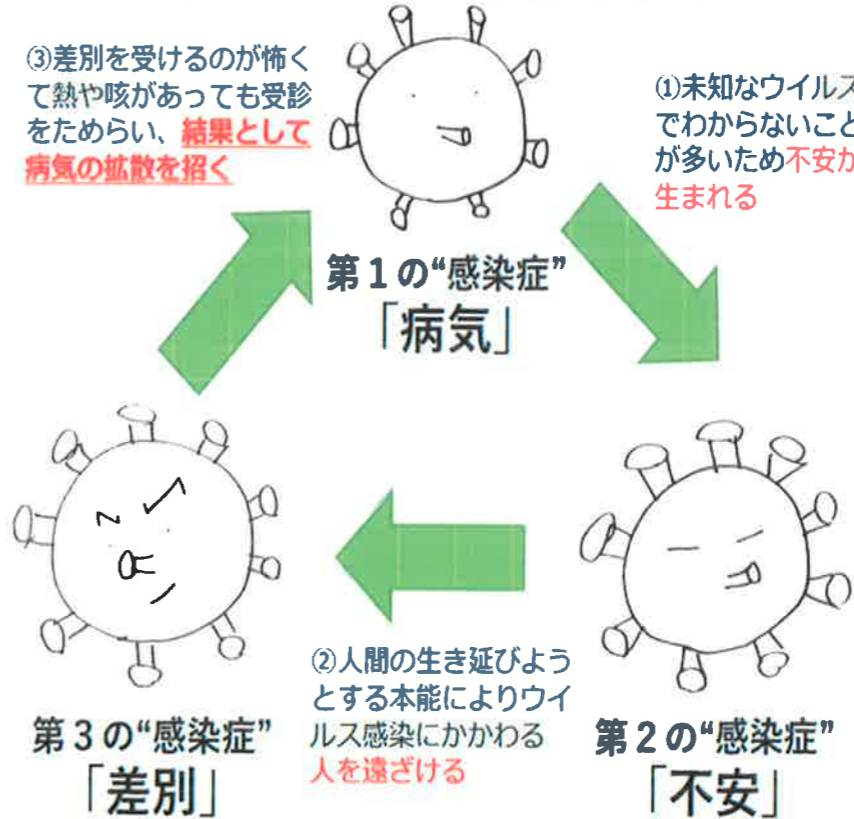 ③差別を受けるのが怖く
て熱や咳があっても受診
をためらい、結果として
病気の拡散を招く
①未知なウイルス
でわからないこと
が多いため不安が
生まれる
第1の“感染症”
「病気」
②人間の生き延びよう
とする本能によりウイ
ルス感染にかかわる
人を遠ざける
第3の“感染症”
「差別」
第2の“感染症”
「不安」